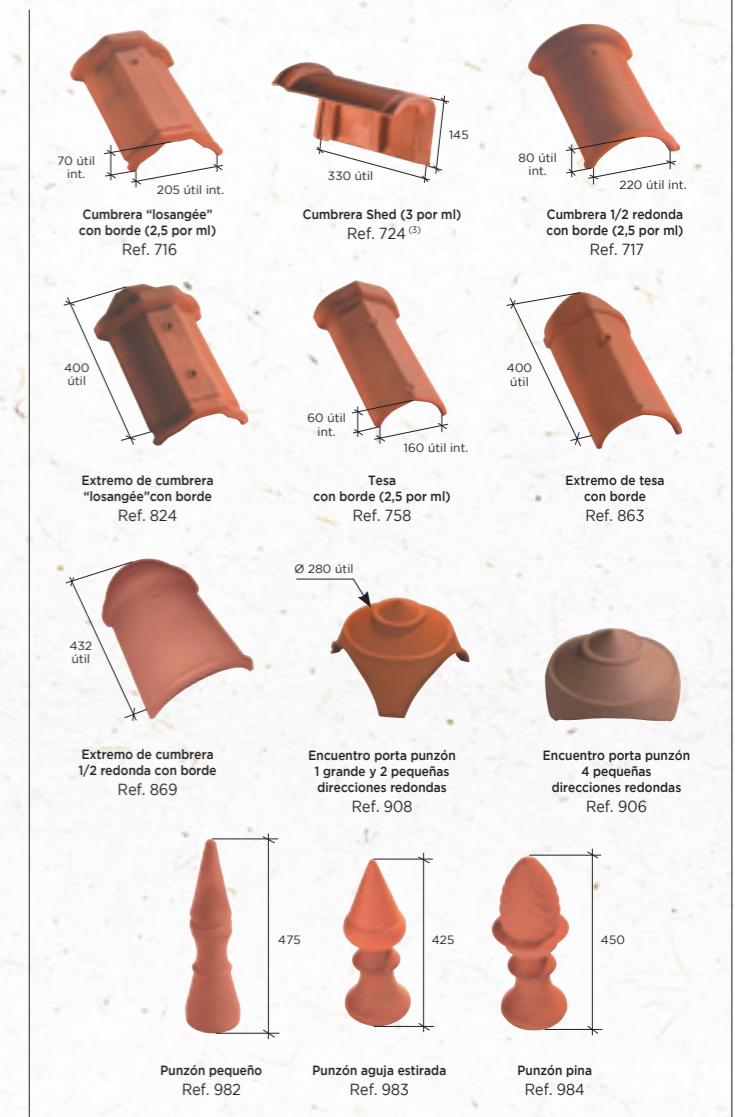 70 útil
int.
205 útil int.
Cumbrera “losangée”
con borde (2,5 por ml)
Ref. 716
145
330 útil
Cumbrera Shed (3 por ml)
Ref. 724 (3)
80 útil
int.
220 útil int.
Cumbrera 1/2 redonda
con borde (2,5 por ml)
Ref. 717
400
útil
Extremo de cumbrera
“losangée”con borde
Ref. 824
60 útil
int.
160 útil int.
Tesa
con borde (2,5 por ml)
Ref. 758
400
útil
Extremo de tesa
con borde
Ref. 863
432
útil
Extremo de cumbrera
1/2 redonda con borde
Ref. 869
Ø 280 útil
Encuentro porta punzón
1 grande y 2 pequeñas
direcciones redondas
Ref. 908
Encuentro porta punzón
4 pequeñas
direcciones redondas
Ref. 906
475
Punzón pequeño
Ref. 982
425
Punzón aguja estirada
Ref. 983
450
Punzón pina
Ref. 984